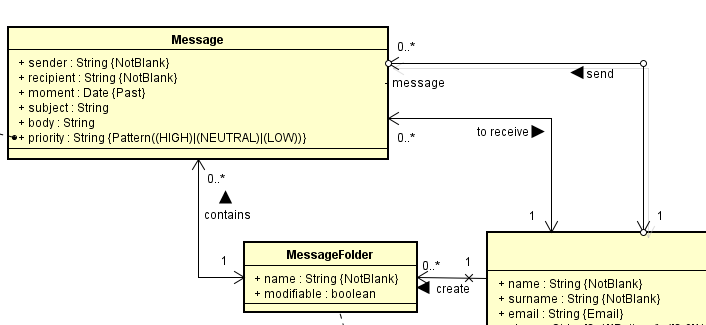 Message
+ sender : String {NotBlank}
+ recipient : String {NotBlank}
+ moment : Date {Past}
+ subject : String
+ body : String
+ priority : String {Pattern((HIGH)|(NEUTRAL)|(LOW))}
0..*
send
- message
to receive
0..*
0..*
contains
1
1
1
MessageFolder
+ name : String {NotBlank}
+ modifiable : boolean
0..*
1
create
+ name : String {NotBlank}
+ surname : String {NotBlank}
+ email : String {Email}